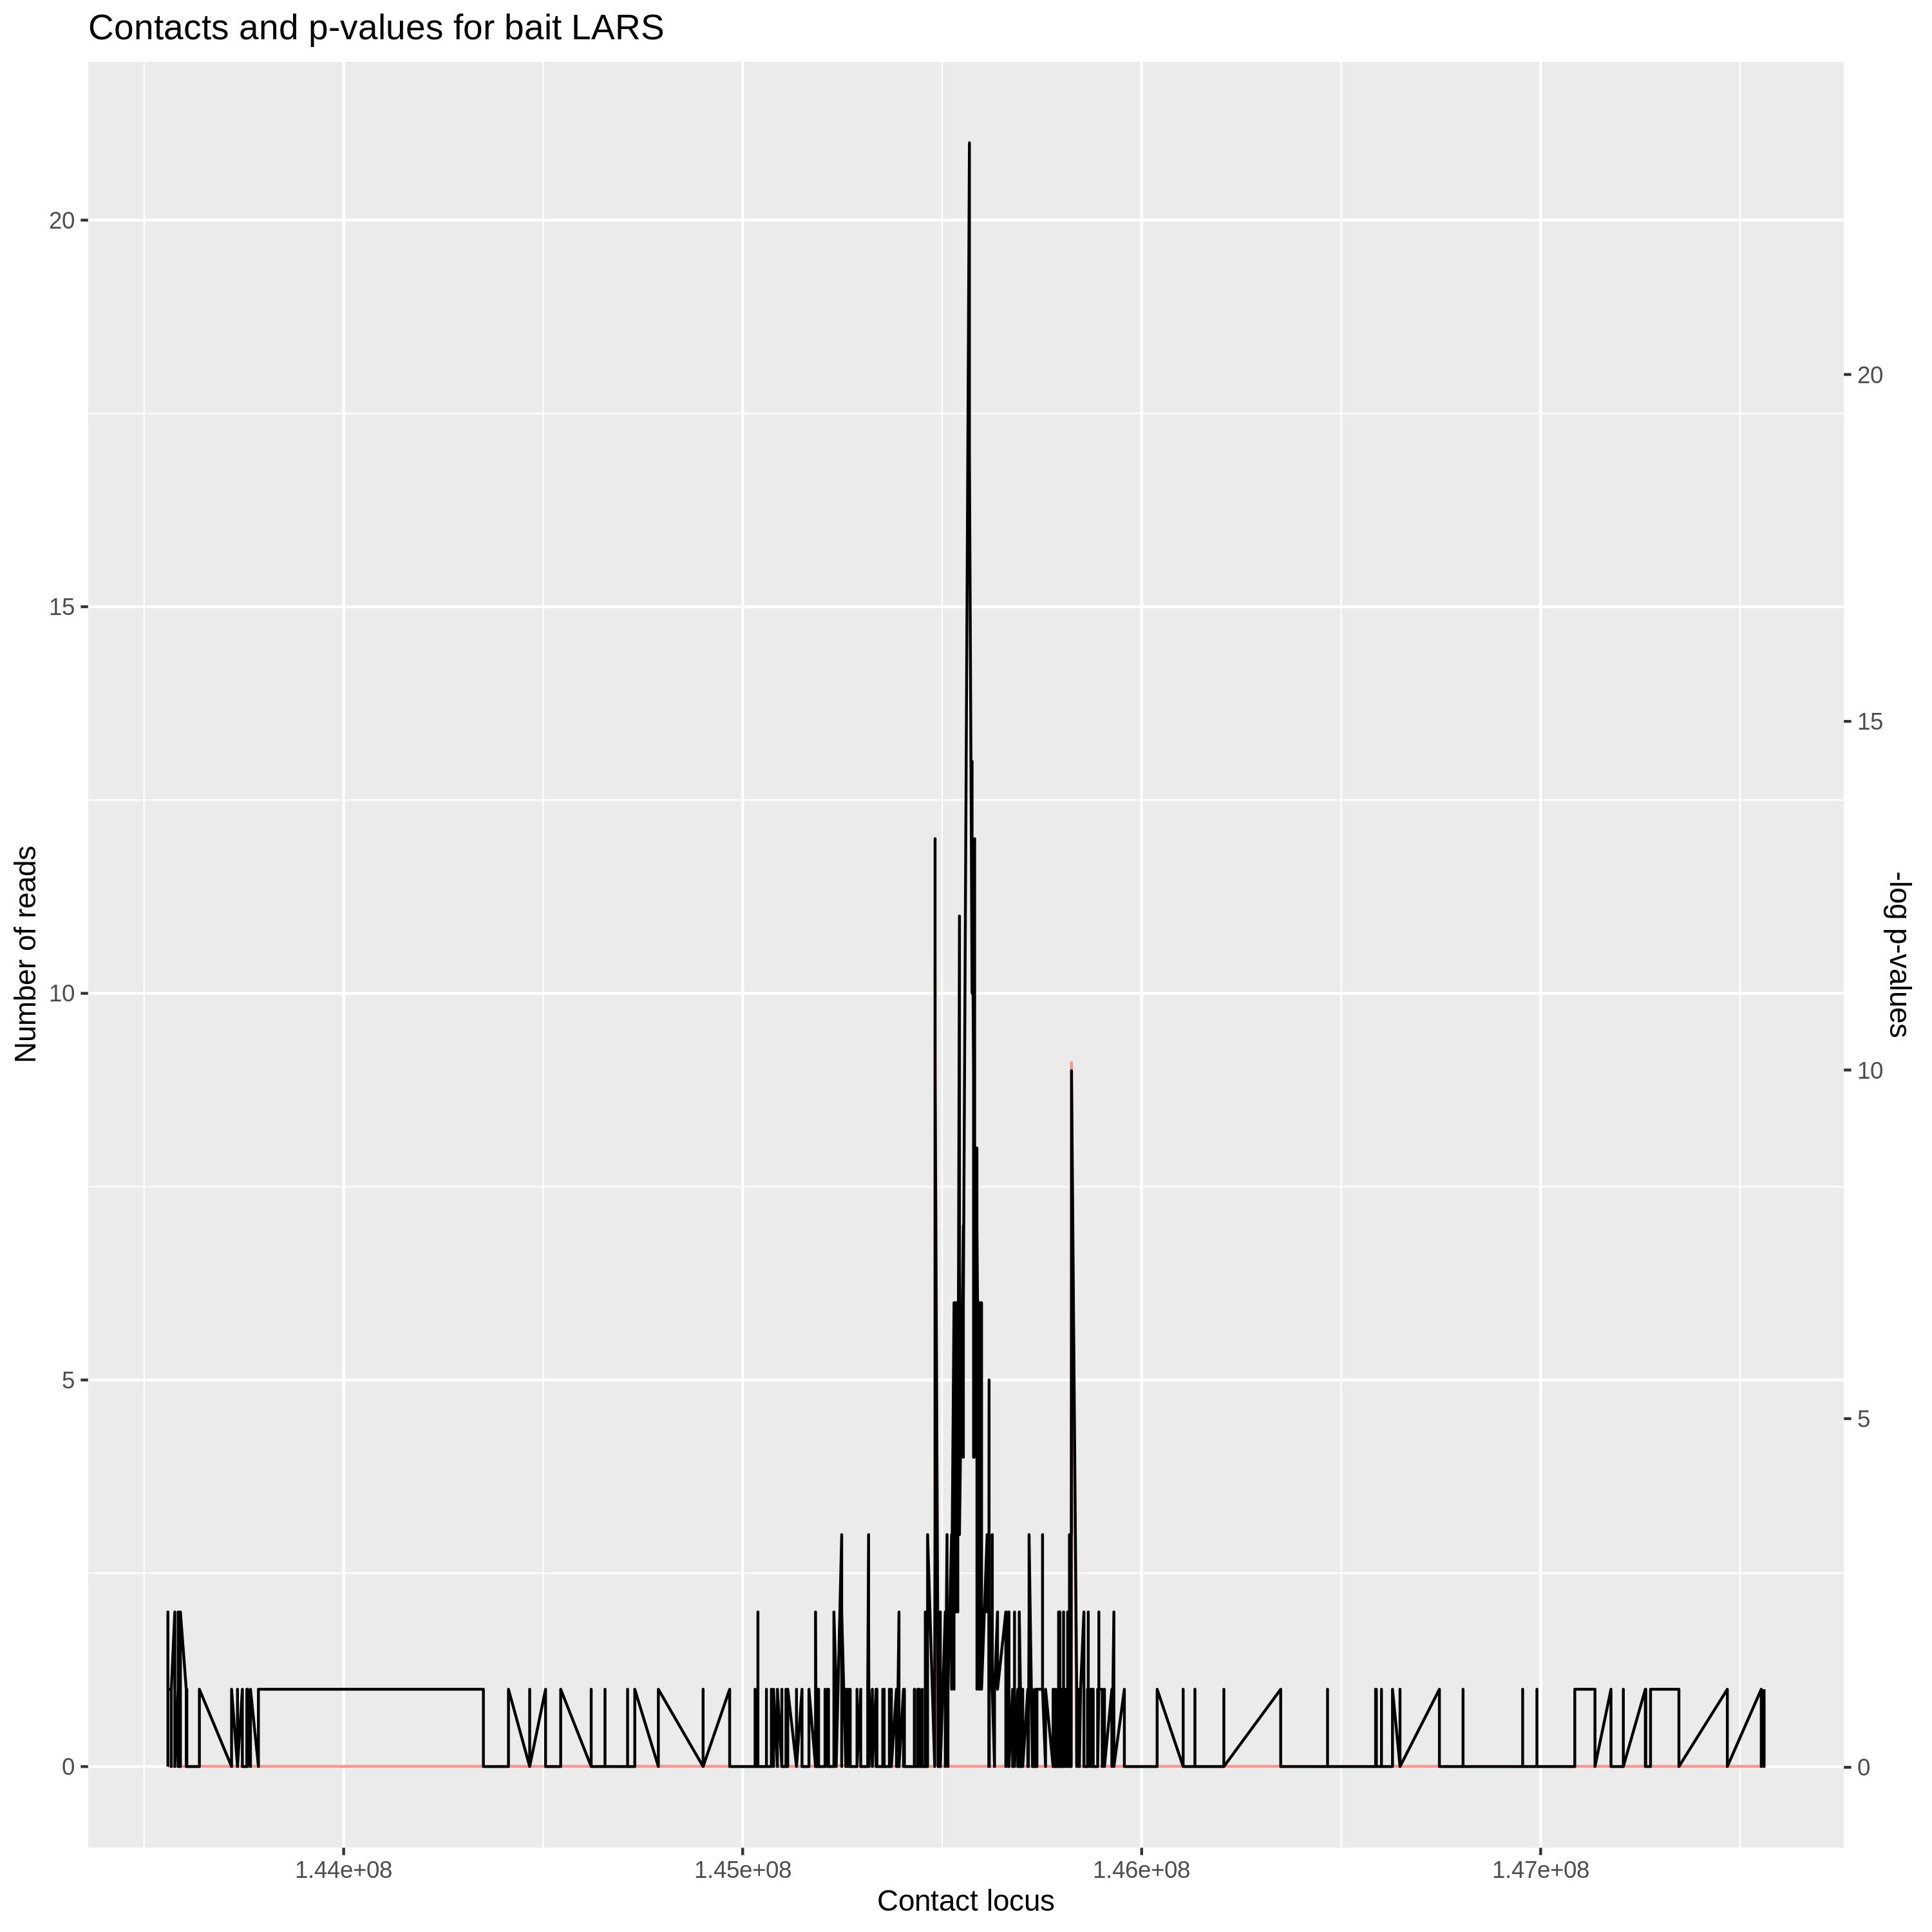 Contacts and p-values for bait LARS
Number of reads
20
15
10
5
0
20
15
10
5
0
-log p-values
1.44e+08
1.45e+08
1.46e+08
1.47e+08
Contact locus